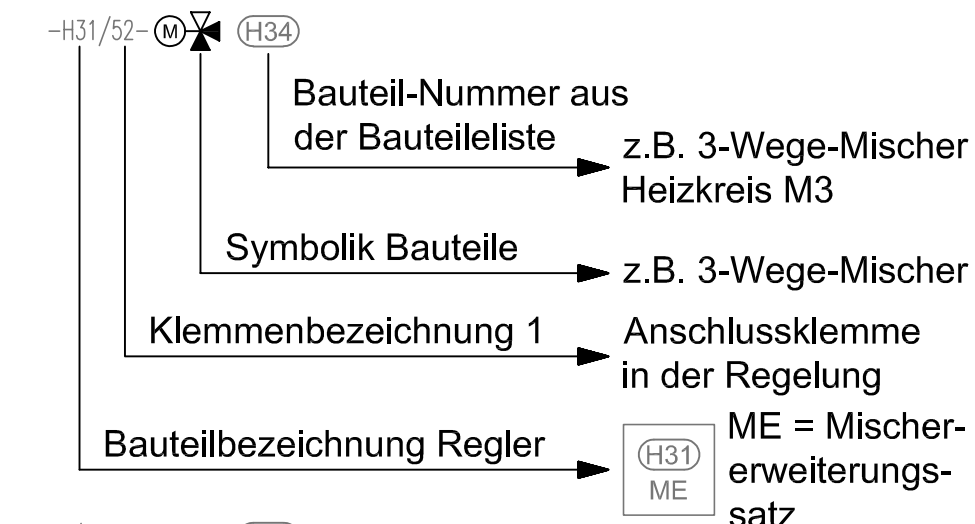 -H31/52- M H34
Bauteil-Nummer aus
der Bauteileliste
z.B. 3-Wege-Mischer
Heizkreis M3
Symbolik Bauteile
z.B. 3-Wege-Mischer
Klemmenbezeichnung 1
Anschlussklemme
in der Regelung
Bauteilbezeichnung Regler
H31
ME
ME = Mischer-
erweiterungs-
satz